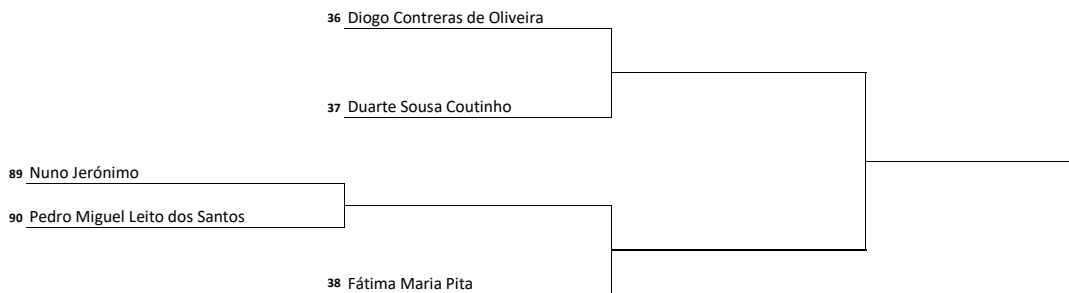 36 Diogo Contreras de Oliveira
37 Duarte Sousa Coutinho
89 Nuno Jerónimo
90 Pedro Miguel Leito dos Santos
38 Fátima Maria Pita